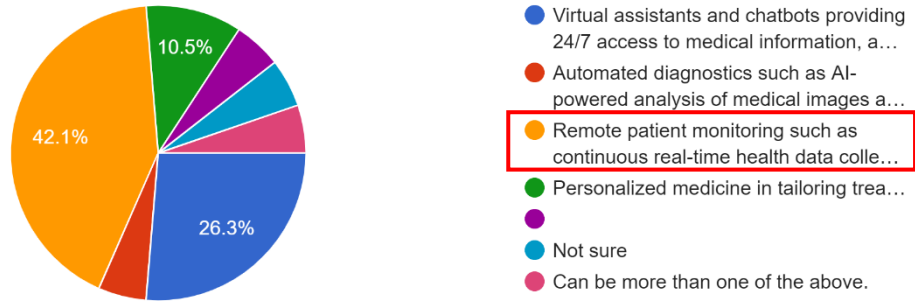 10.5%
42.1%
26.3%
Virtual assistants and chatbots providing
24/7 access to medical information, a…
Automated diagnostics such as AI-
powered analysis of medical images a…
Remote patient monitoring such as
continuous real-time health data colle…
Personalized medicine in tailoring trea…
Not sure
Can be more than one of the above.